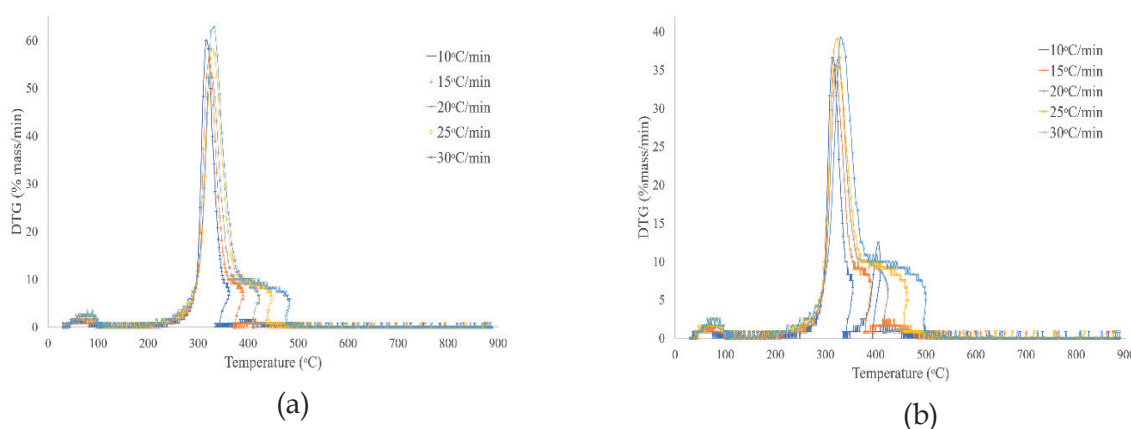 60
50
40
30
20
10
0
DTG (% mass/min)
10°C/min
15°C/min
20°C/min
25°C/min
30°C/min
0 100 200 300 400 500 600 700 800 900
Temperature (°C)
(a)
40
35
30
25
20
15
10
5
0
DTG (%mass/min)
10°C/min
15°C/min
20°C/min
25°C/min
30°C/min
0 100 200 300 400 500 600 700 800 900
Temperature (°C)
(b)